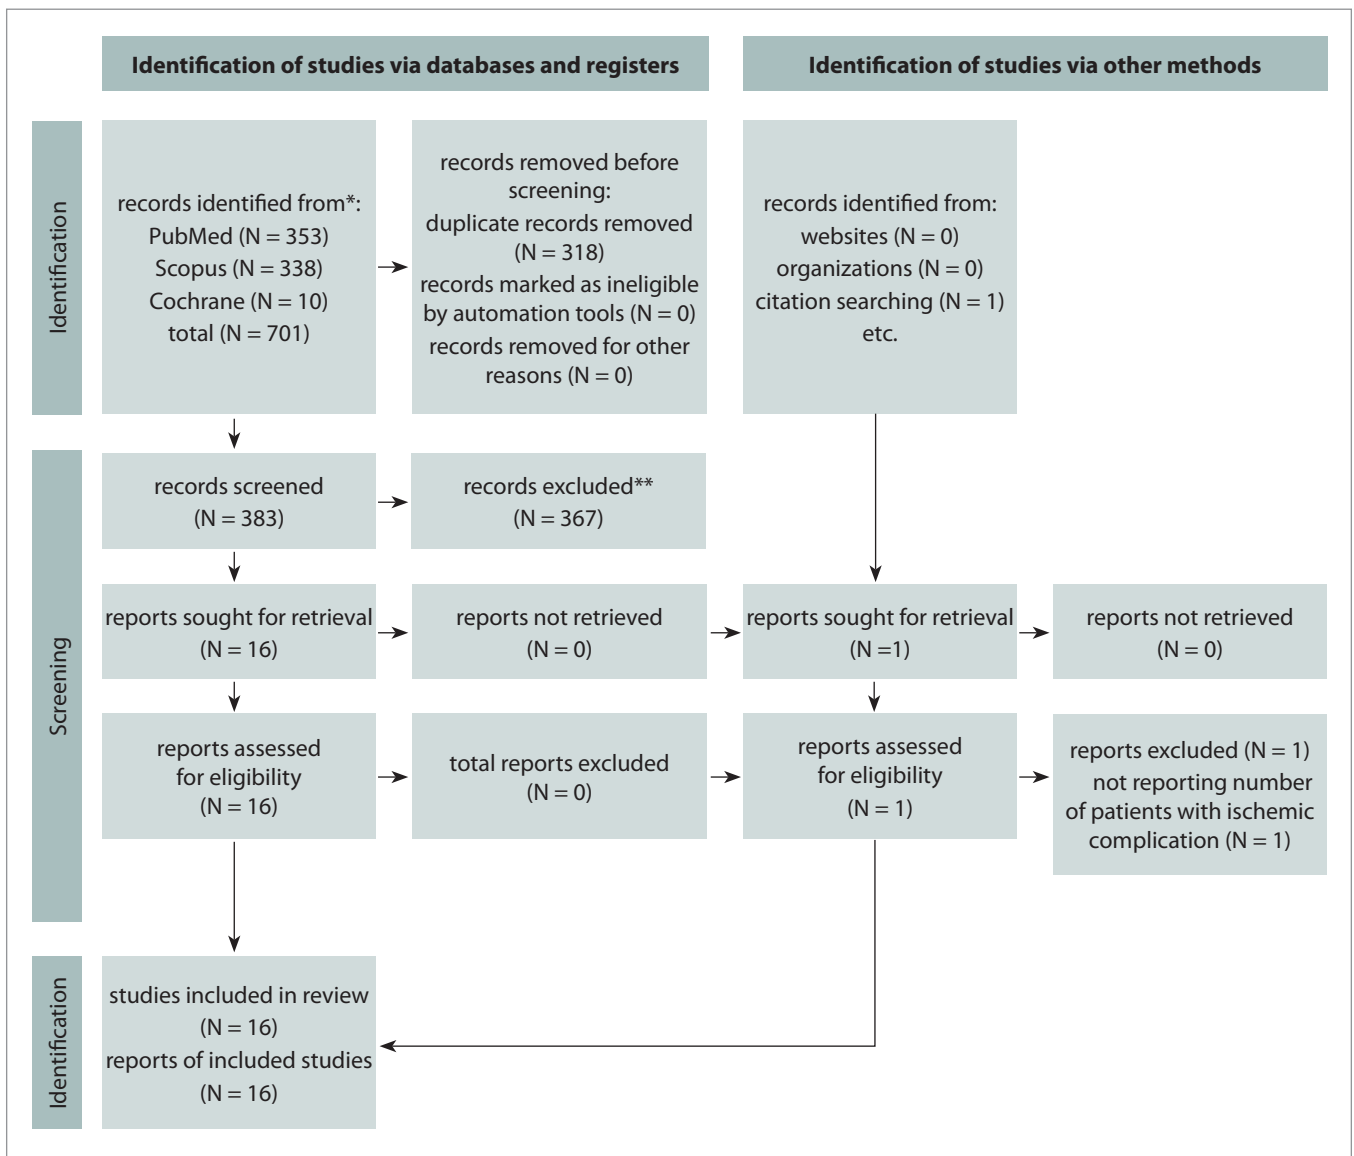 Identification of studies via databases and registers
Identification of studies via other methods
Identification
records identified from*:
PubMed (N = 353)
Scopus (N = 338)
Cochrane (N = 10)
total (N = 701)
records removed before
screening:
duplicate records removed
(N = 318)
records marked as ineligible
by automation tools (N = 0)
records removed for other
reasons (N = 0)
records identified from:
websites (N = 0)
organizations (N = 0)
citation searching (N = 1)
etc.
Screening
records screened
(N = 383)
records excluded**
(N = 367)
reports sought for retrieval
(N = 16)
reports not retrieved
(N = 0)
reports sought for retrieval
(N =1)
reports not retrieved
(N = 0)
reports assessed
for eligibility
(N = 16)
total reports excluded
(N = 0)
reports assessed
for eligibility
(N = 1)
reports excluded (N = 1)
not reporting number
of patients with ischemic
complication (N = 1)
Identification
studies included in review
(N = 16)
reports of included studies
(N = 16)